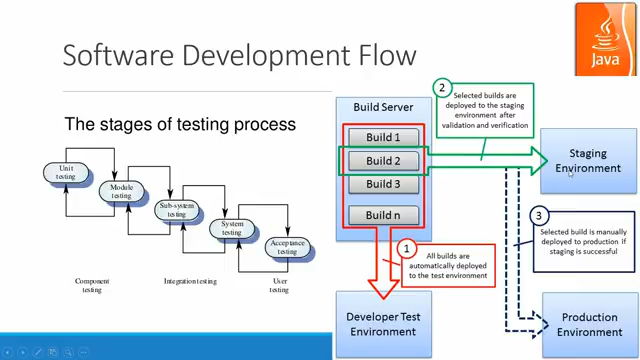 Software Development Flow
Java
The stages of testing process
Unit
testing
Module
testing
Sub-system
testing
System
testing
Acceptance
testing
Component
testing
Integration testing
User
testing
Build Server
Build 1
Build 2
Build 3
Build n
2
Selected builds are
deployed to the staging
environment after
validation and verification
Staging
Environment
3
Selected build is manually
deployed to production if
staging is successful
1
All builds are
automatically deployed
to the test environment
Developer Test
Environment
Production
Environment